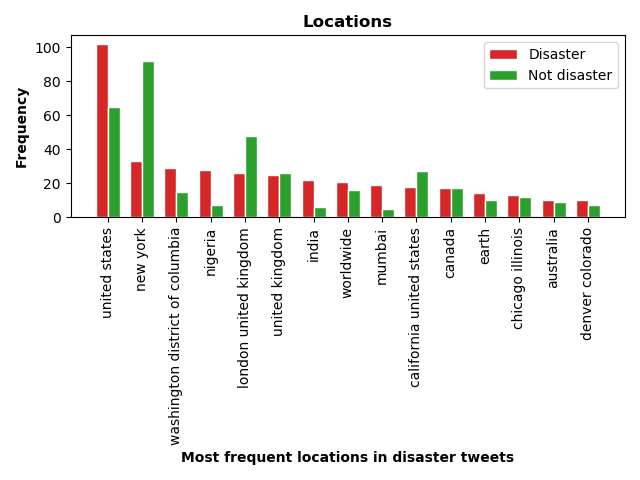 Locations
Frequency
100
80
60
40
20
0
Disaster
Not disaster
united states
new york
washington district of columbia
nigeria
london united kingdom
united kingdom
india
worldwide
mumbai
california united states
canada
earth
chicago illinois
australia
denver colorado
Most frequent locations in disaster tweets